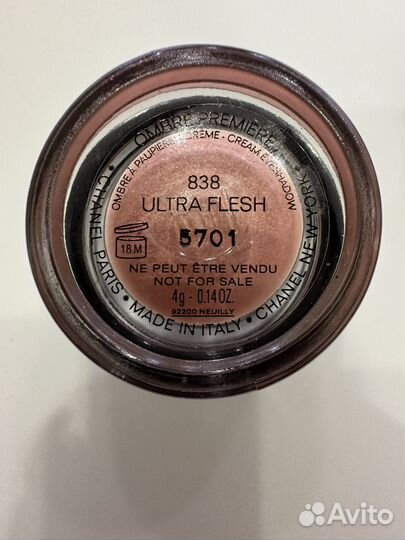 OMBRE PREMIÈRE
OMBRE À PAUPIÈRES CRÈME • CREAM EYESHADOW
838
ULTRA FLESH
5701
18 M
NE PEUT ÊTRE VENDU
NOT FOR SALE
4g - 0.14 OZ.
92200 NEUILLY
• CHANEL PARIS • MADE IN ITALY • CHANEL NEW YORK •
Avito